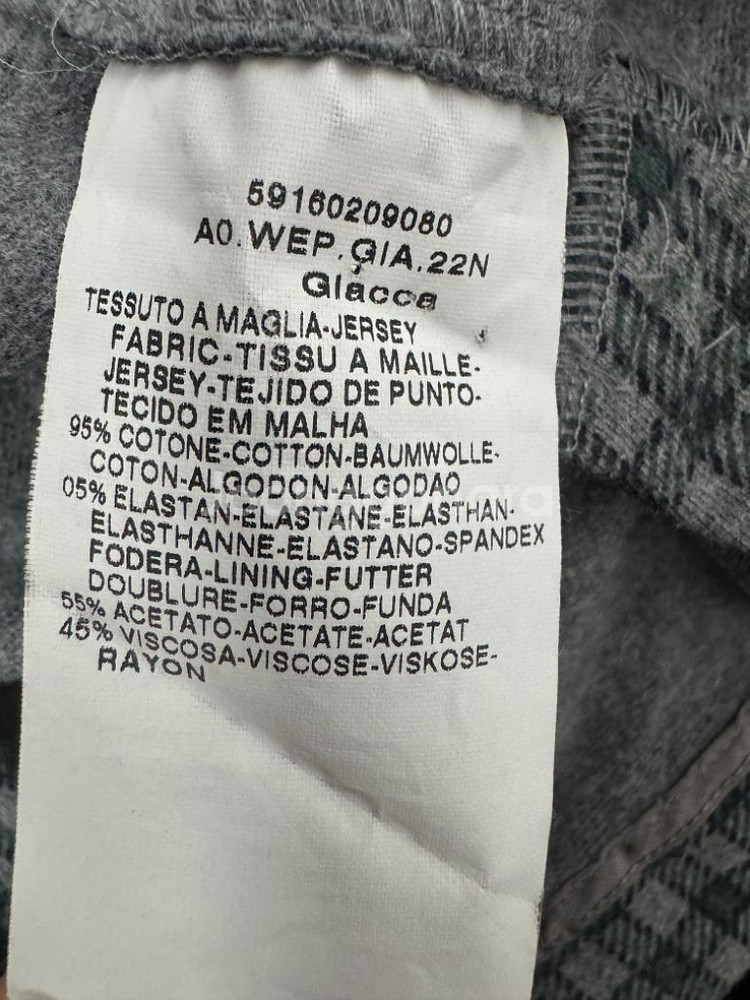 59160209080
A0.WEP.GIA.22N
Giacca
TESSUTO A MAGLIA-JERSEY
FABRIC-TISSU A MAILLE-
JERSEY-TEJIDO DE PUNTO-
TECIDO EM MALHA
95% COTONE-COTTON-BAUMWOLLE-
COTON-ALGODON-ALGODAO
05% ELASTAN-ELASTANE-ELASTHAN-
ELASTHANNE-ELASTANO-SPANDEX
FODERA-LINING-FUTTER
DOUBLURE-FORRO-FUNDA
55% ACETATO-ACETATE-ACETAT
45% VISCOSA-VISCOSE-VISKOSE-
RAYON